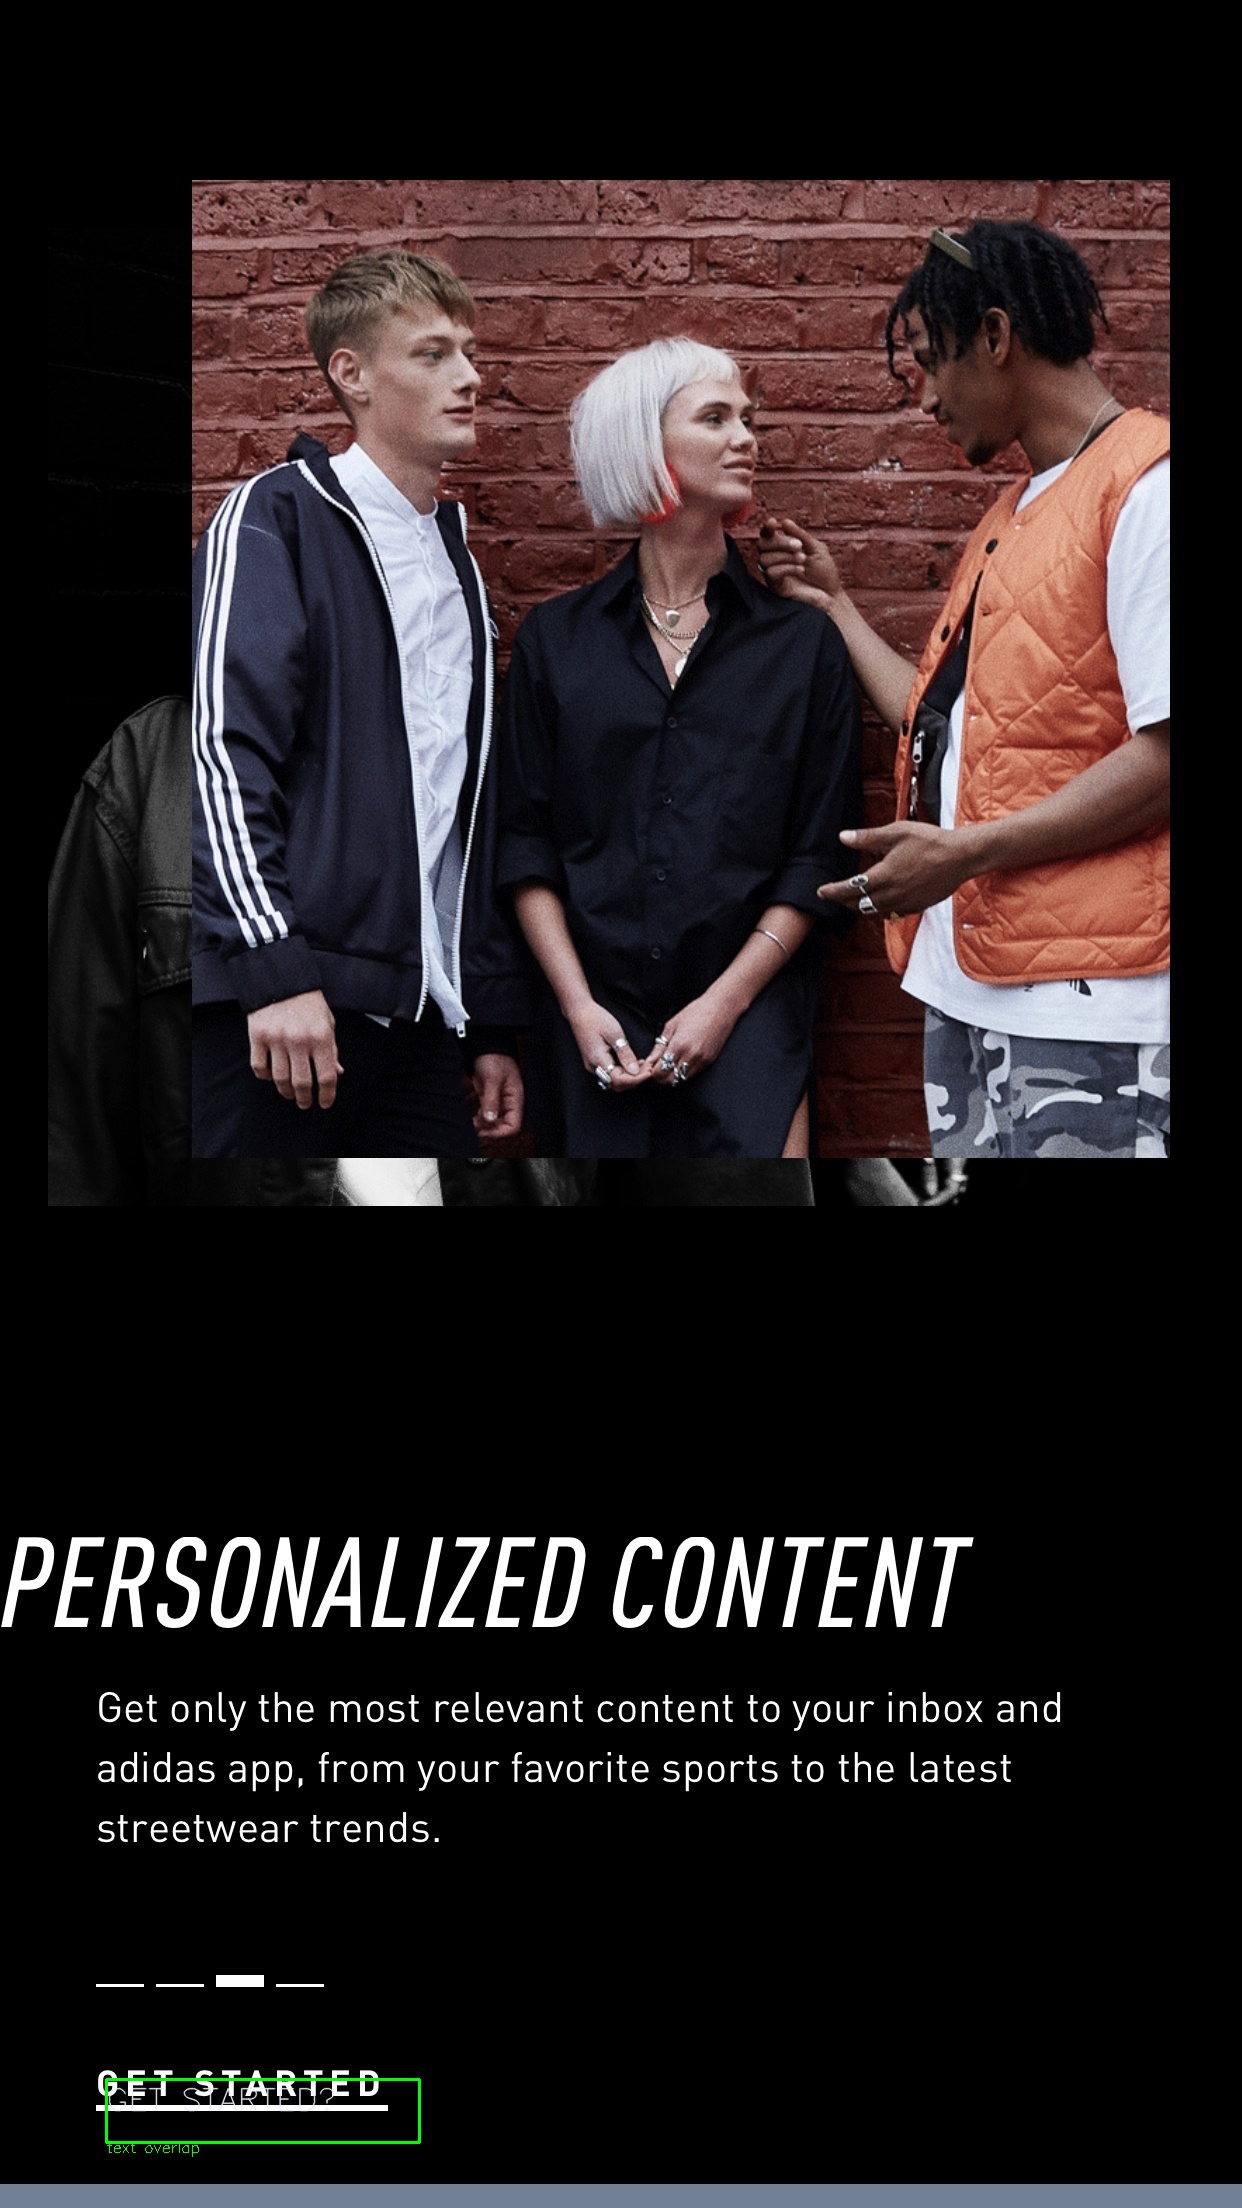 PERSONALIZED CONTENT
Get only the most relevant content to your inbox and
adidas app, from your favorite sports to the latest
streetwear trends.
GET STARTED
GET STARTED?
text overlap